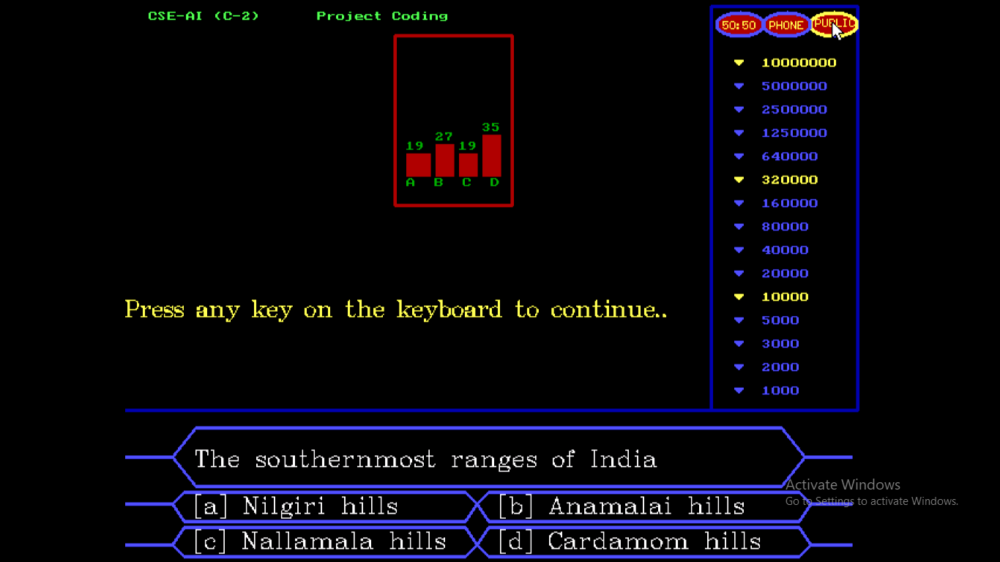 CSE-AI (C-2) Project Coding
50:50 PHONE PUBLIC
10000000
5000000
2500000
1250000
640000
320000
160000
80000
40000
20000
10000
5000
3000
2000
1000
19 27 19 35
A B C D
Press any key on the keyboard to continue..
The southernmost ranges of India
[a] Nilgiri hills [b] Anamalai hills
[c] Nallamala hills [d] Cardamom hills
Activate Windows
Go to Settings to activate Windows.